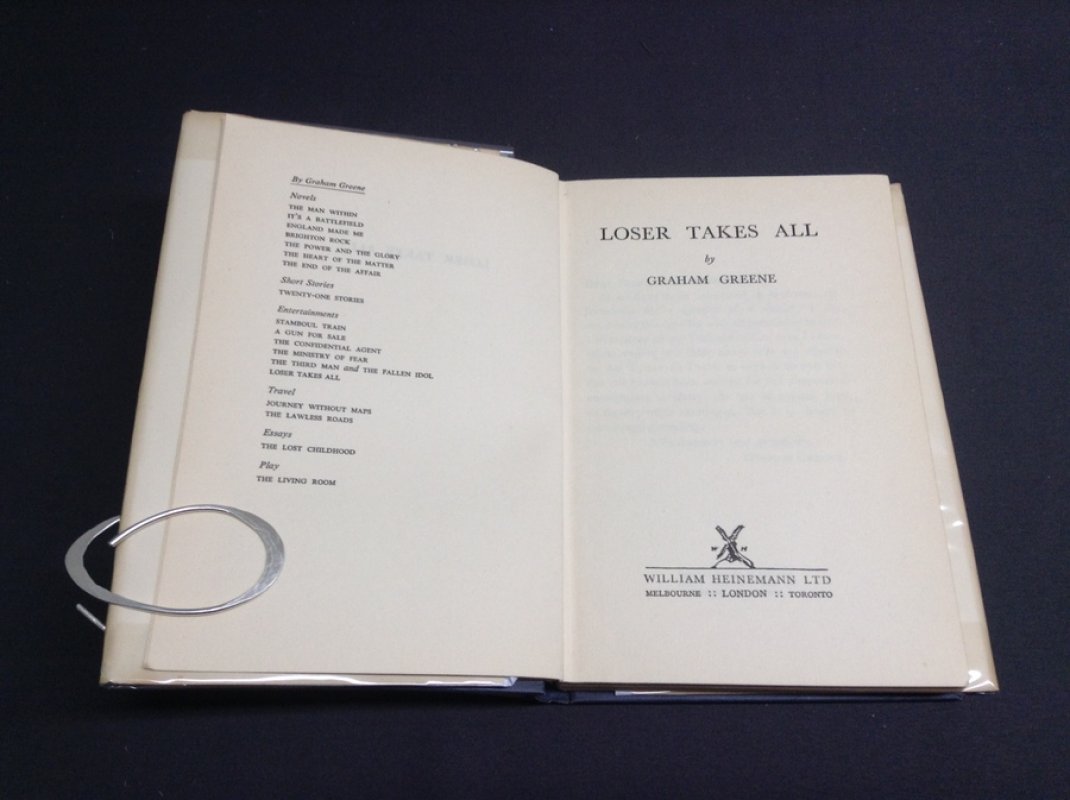 By Graham Greene
Novels
THE MAN WITHIN
IT'S A BATTLEFIELD
ENGLAND MADE ME
BRIGHTON ROCK
THE POWER AND THE GLORY
THE HEART OF THE MATTER
THE END OF THE AFFAIR
Short Stories
TWENTY-ONE STORIES
Entertainments
STAMBOUL TRAIN
A GUN FOR SALE
THE CONFIDENTIAL AGENT
THE MINISTRY OF FEAR
THE THIRD MAN and THE FALLEN IDOL
LOSER TAKES ALL
Travel
JOURNEY WITHOUT MAPS
THE LAWLESS ROADS
Essays
THE LOST CHILDHOOD
Play
THE LIVING ROOM
LOSER TAKES ALL
by
GRAHAM GREENE
W H
WILLIAM HEINEMANN LTD
MELBOURNE :: LONDON :: TORONTO